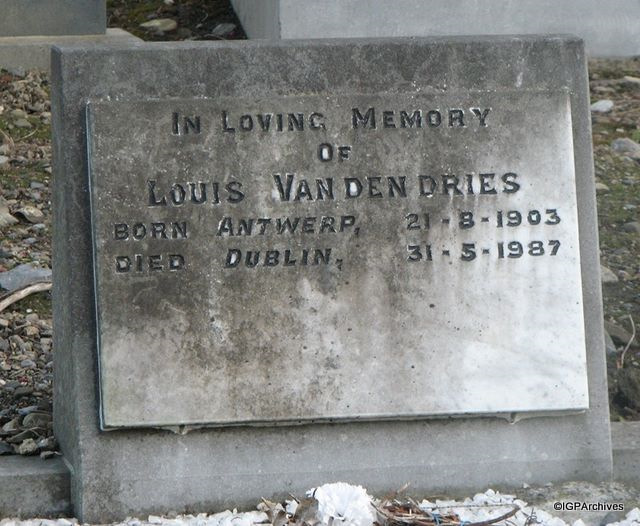 IN LOVING MEMORY
OF
LOUIS VAN DEN DRIES
BORN ANTWERP, 21-8-1903
DIED DUBLIN, 31-5-1987
©IGPArchives